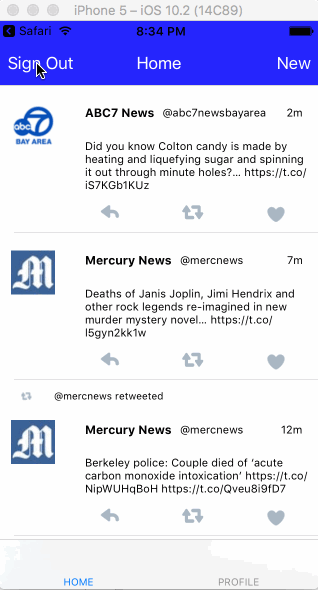 iPhone 5 – iOS 10.2 (14C89)
Safari 8:34 PM
Sign Out Home New
abc 7
BAY AREA
ABC7 News @abc7newsbayarea 2m
Did you know Colton candy is made by
heating and liquefying sugar and spinning
it out through minute holes?... https://t.co/
iS7KGb1KUz
M
Mercury News @mercnews 7m
Deaths of Janis Joplin, Jimi Hendrix and
other rock legends re-imagined in new
murder mystery novel... https://t.co/
I5gyn2kk1w
@mercnews retweeted
M
Mercury News @mercnews 12m
Berkeley police: Couple died of ‘acute
carbon monoxide intoxication’ https://t.co/
NipWUHqBoH https://t.co/Qveu8i9fD7
HOME PROFILE